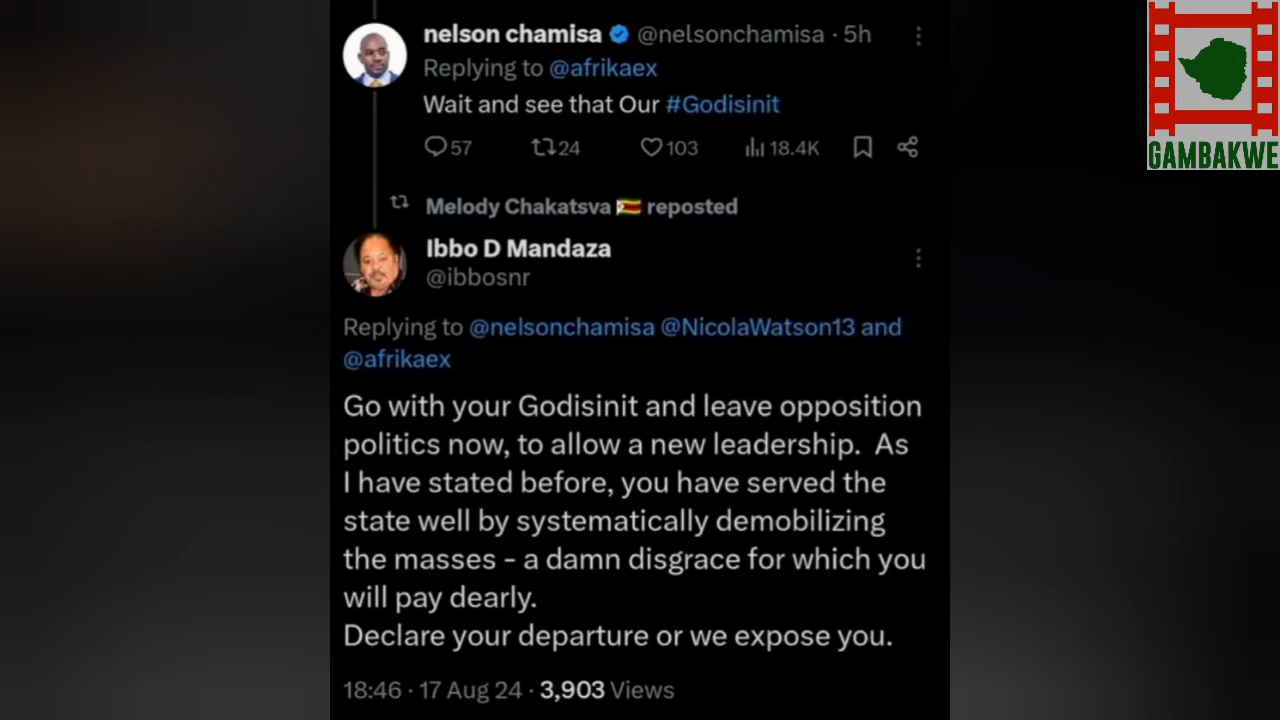 nelson chamisa @nelsonchamisa · 5h
Replying to @afrikaex
Wait and see that Our #Godisinit
57 24 103 18.4K
Melody Chakatsva 🇿🇼 reposted
Ibbo D Mandaza
@ibbosnr
Replying to @nelsonchamisa @NicolaWatson13 and
@afrikaex
Go with your Godisinit and leave opposition
politics now, to allow a new leadership. As
I have stated before, you have served the
state well by systematically demobilizing
the masses - a damn disgrace for which you
will pay dearly.
Declare your departure or we expose you.
18:46 · 17 Aug 24 · 3,903 Views
GAMBAKWE